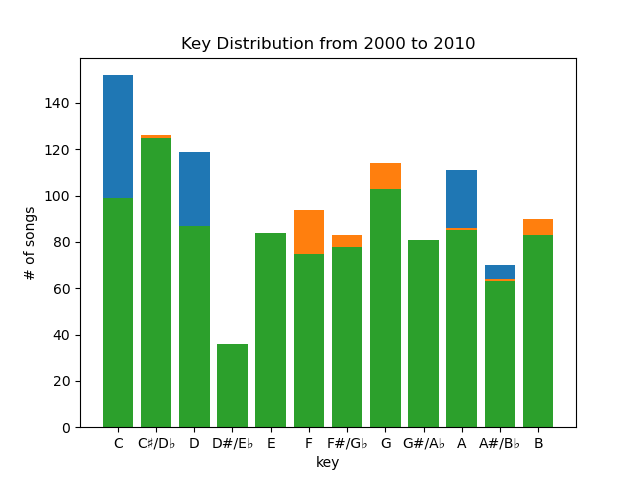 Key Distribution from 2000 to 2010
140
120
100
80
60
40
20
0
# of songs
C C♯/D♭ D D#/E♭ E F F#/G♭ G G#/A♭ A A#/B♭ B
key